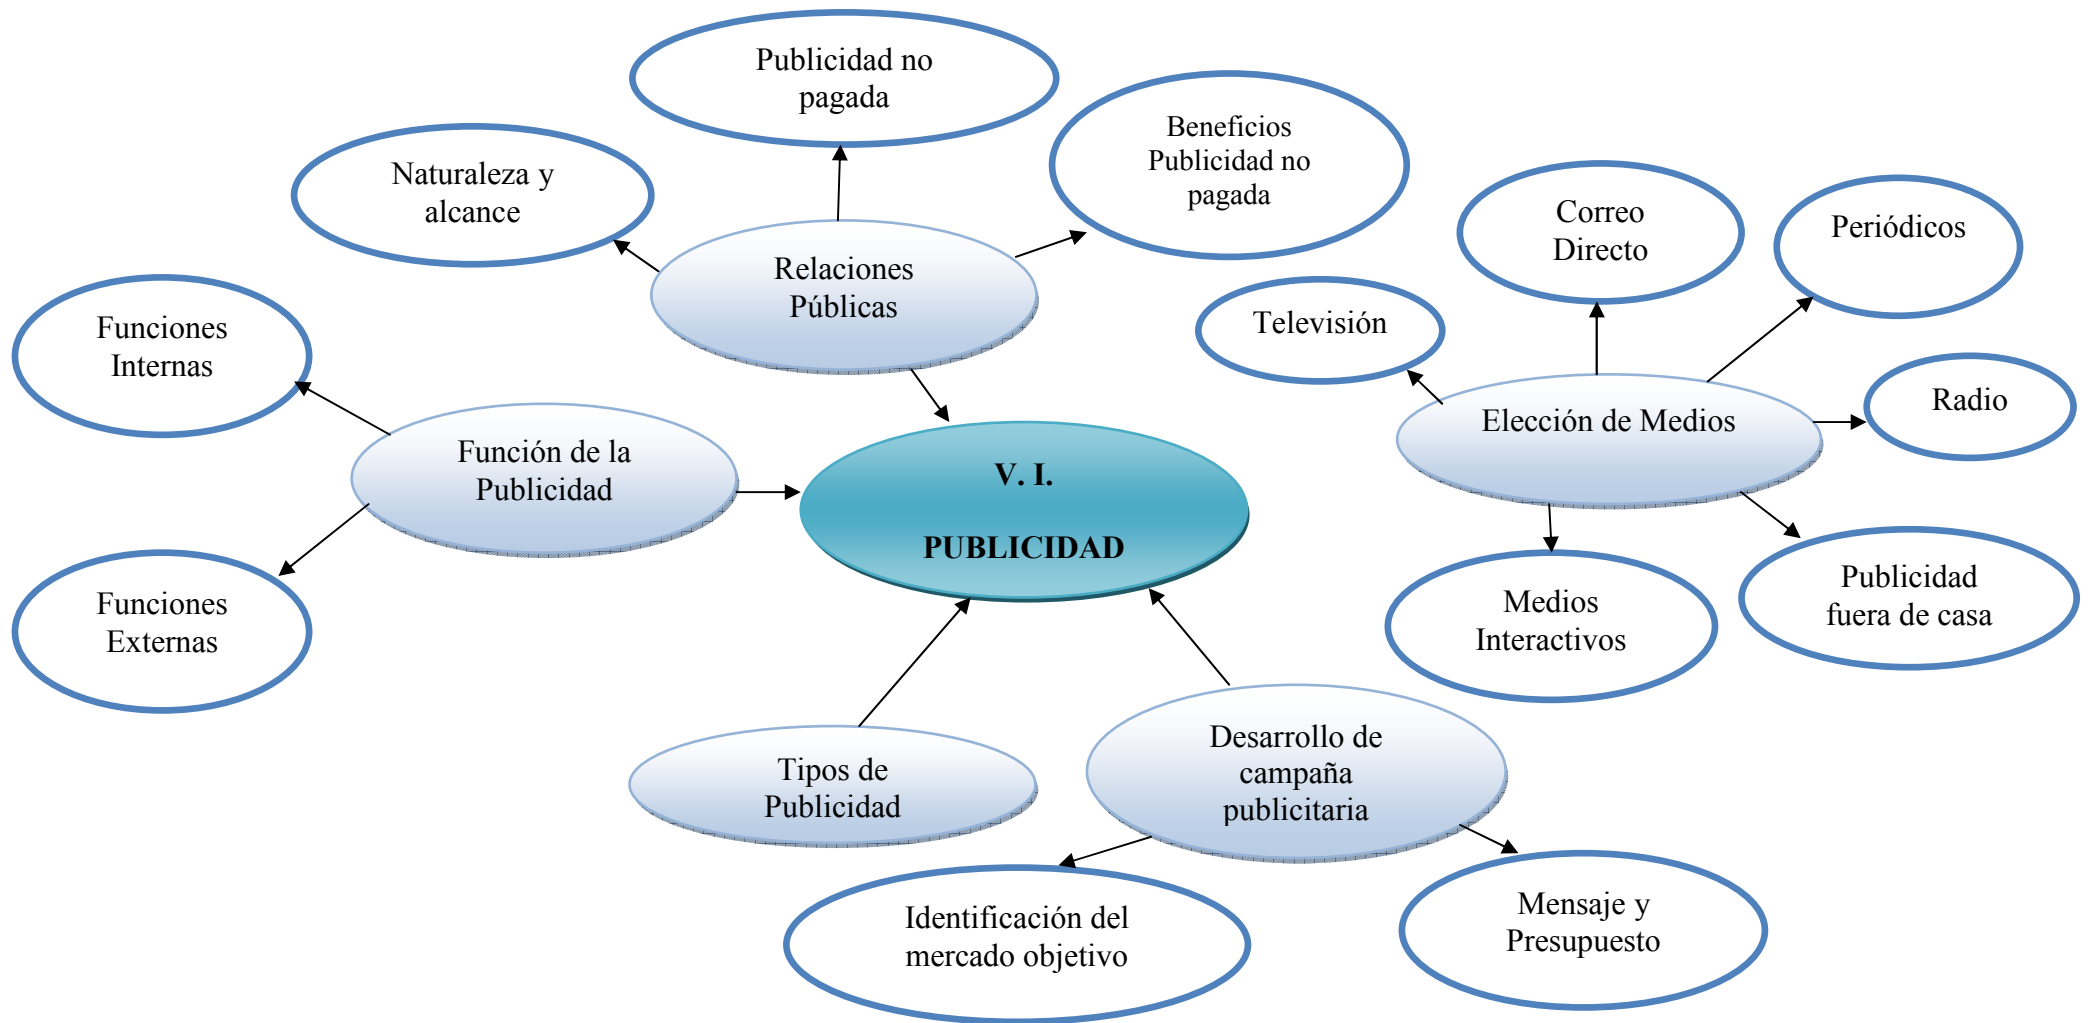 Publicidad no
pagada
Beneficios
Publicidad no
pagada
Naturaleza y
alcance
Relaciones
Públicas
Correo
Directo
Periódicos
Televisión
Radio
Elección de Medios
Funciones
Internas
Función de la
Publicidad
V. I.
PUBLICIDAD
Funciones
Externas
Medios
Interactivos
Publicidad
fuera de casa
Tipos de
Publicidad
Desarrollo de
campaña
publicitaria
Identificación del
mercado objetivo
Mensaje y
Presupuesto